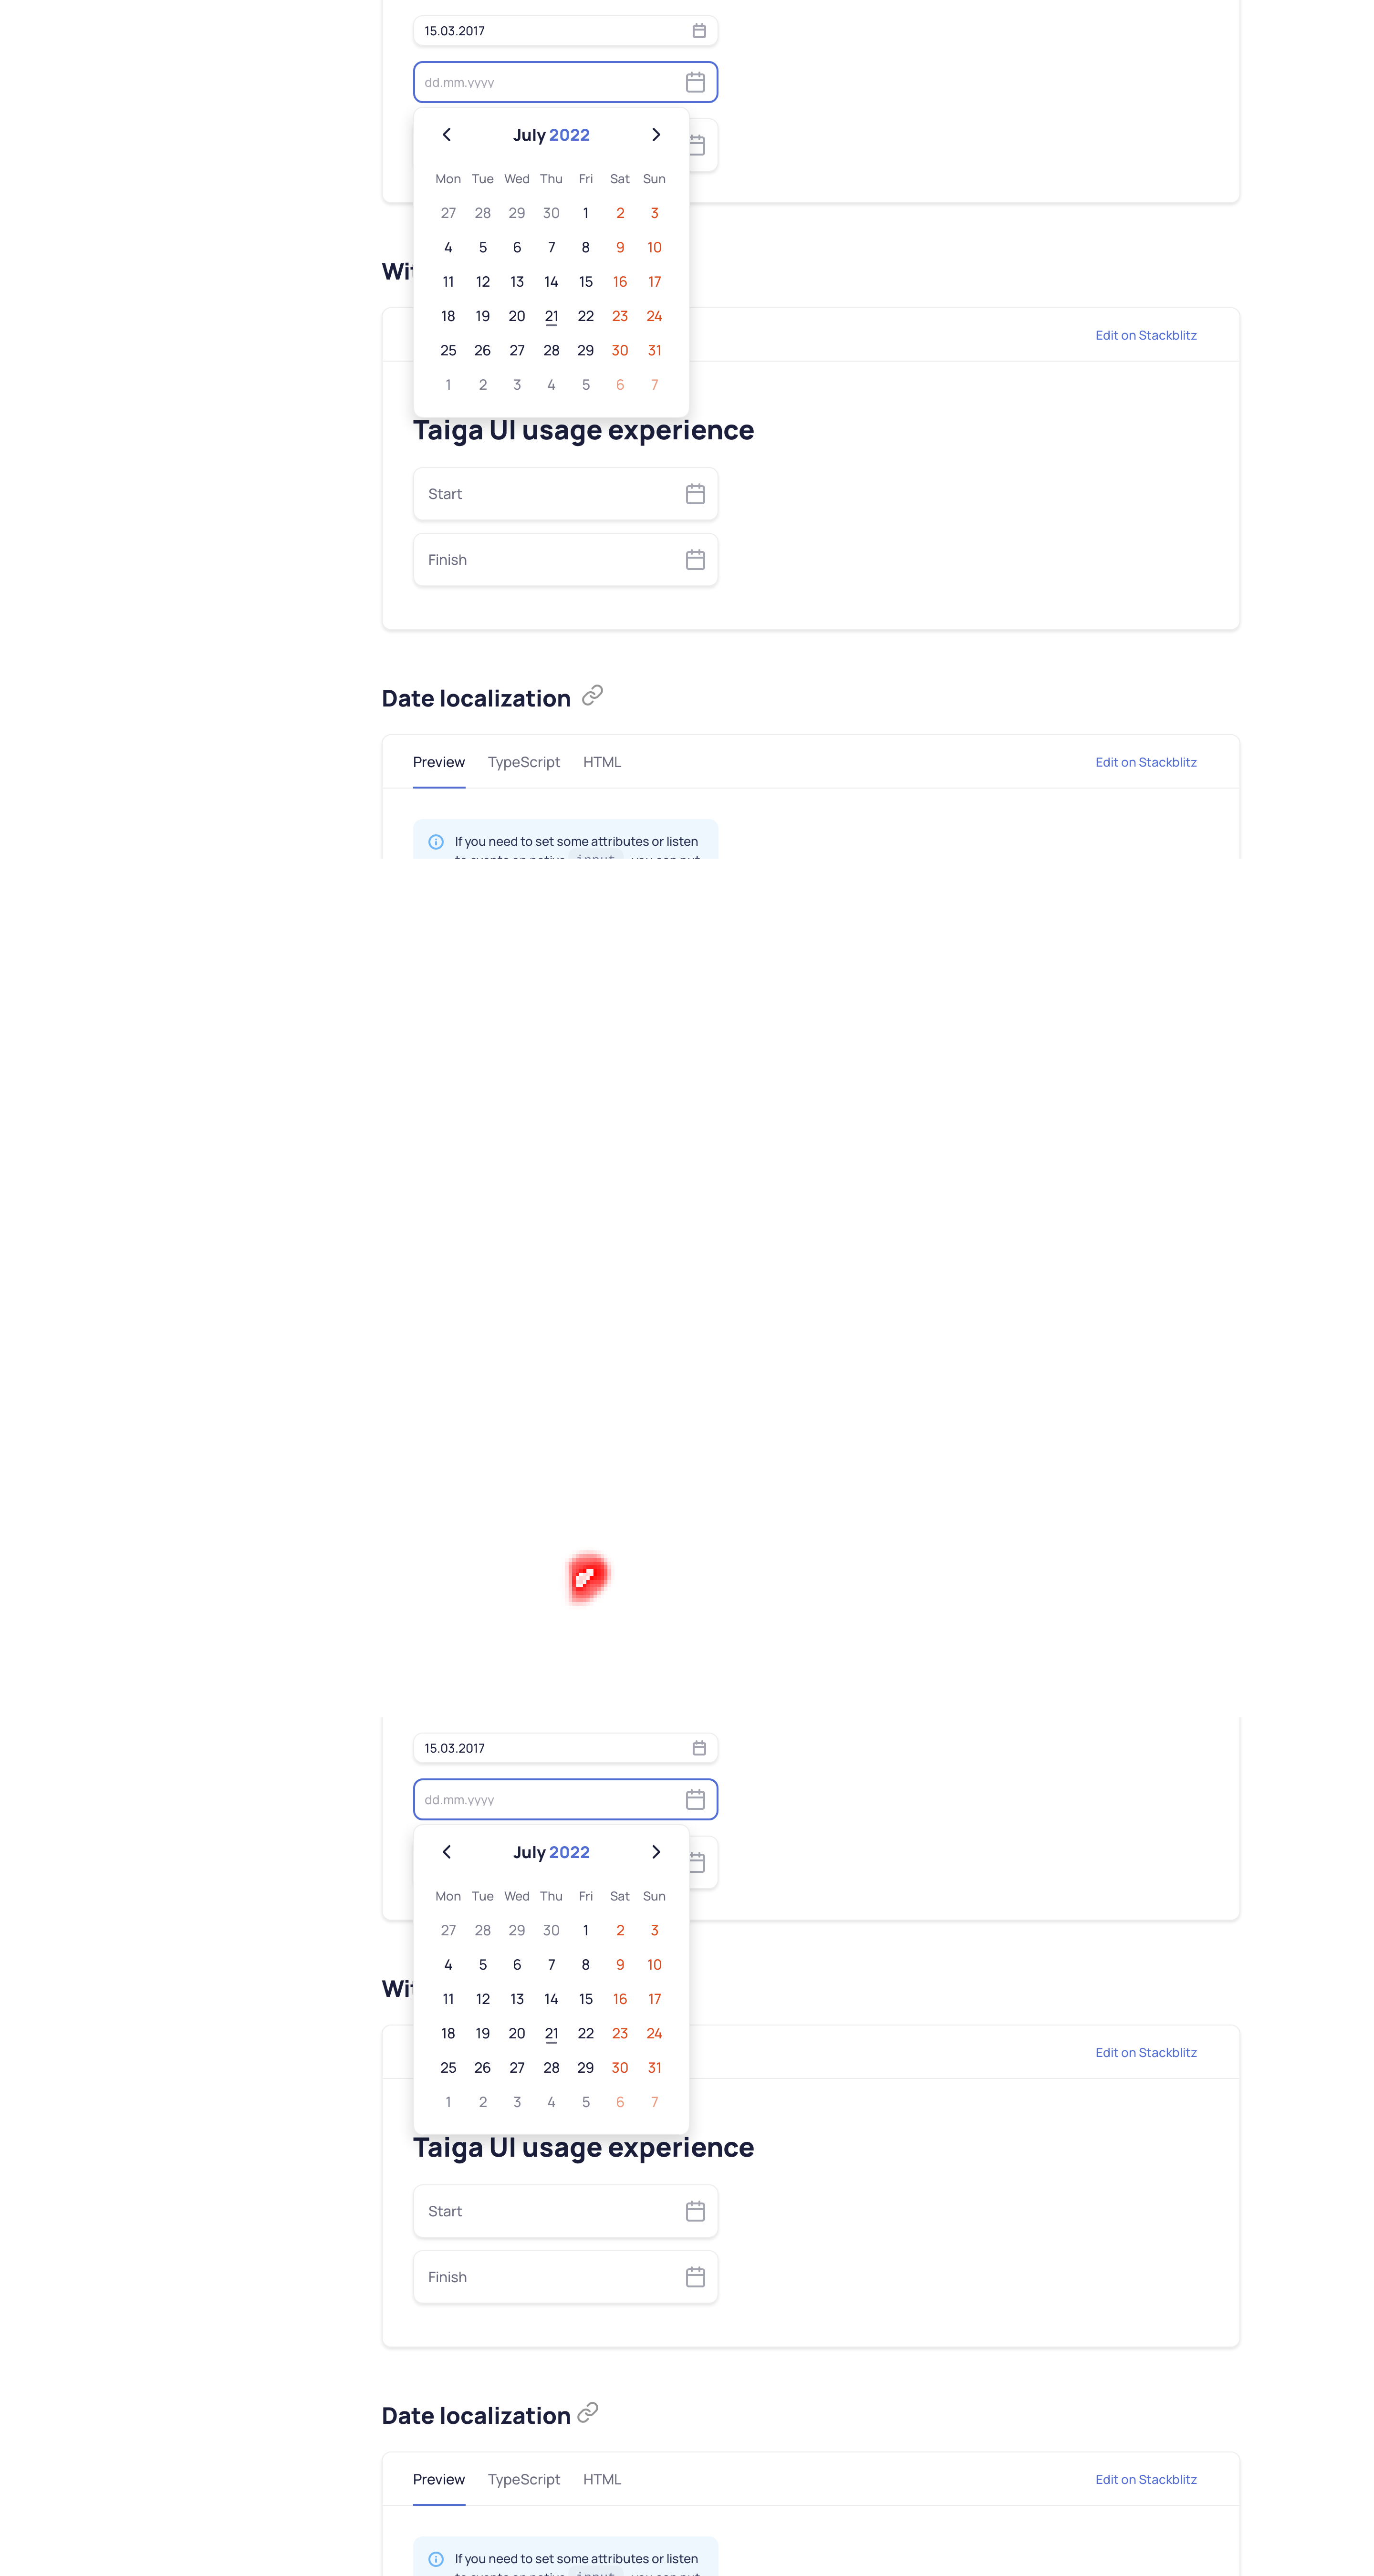 15.03.2017
dd.mm.yyyy
July 2022
Mon Tue Wed Thu Fri Sat Sun
27 28 29 30 1 2 3
4 5 6 7 8 9 10
11 12 13 14 15 16 17
18 19 20 21 22 23 24
25 26 27 28 29 30 31
1 2 3 4 5 6 7
Edit on Stackblitz
Taiga UI usage experience
Start
Finish
Date localization
Preview TypeScript HTML Edit on Stackblitz
If you need to set some attributes or listen
15.03.2017
dd.mm.yyyy
July 2022
Mon Tue Wed Thu Fri Sat Sun
27 28 29 30 1 2 3
4 5 6 7 8 9 10
11 12 13 14 15 16 17
18 19 20 21 22 23 24
25 26 27 28 29 30 31
1 2 3 4 5 6 7
Edit on Stackblitz
Taiga UI usage experience
Start
Finish
Date localization
Preview TypeScript HTML Edit on Stackblitz
If you need to set some attributes or listen